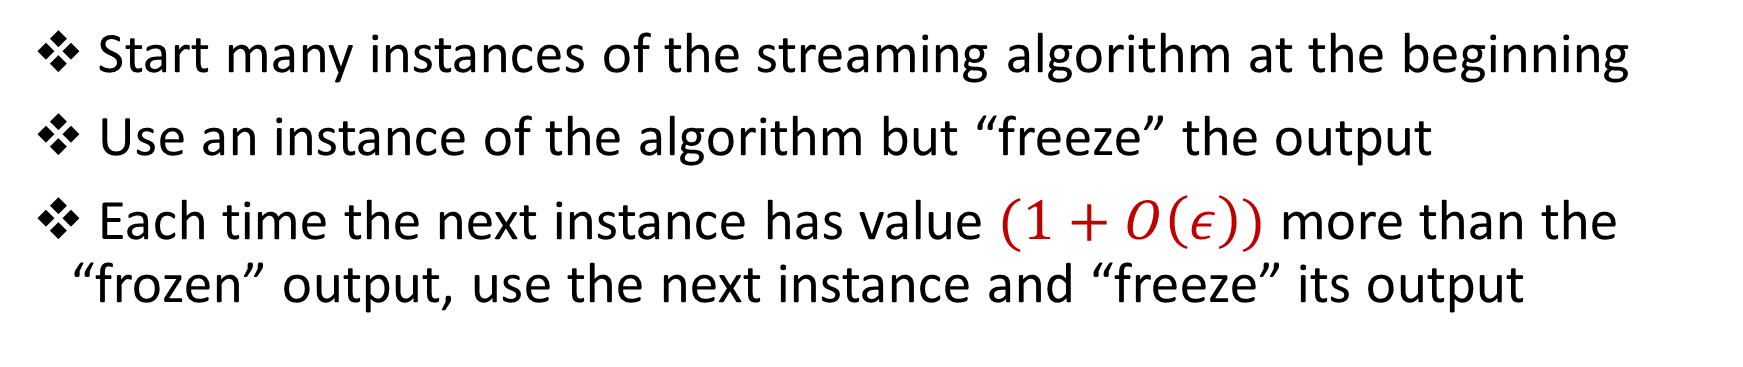 ❖ Start many instances of the streaming algorithm at the beginning
❖ Use an instance of the algorithm but “freeze” the output
❖ Each time the next instance has value (1 + O(ϵ)) more than the
“frozen” output, use the next instance and “freeze” its output